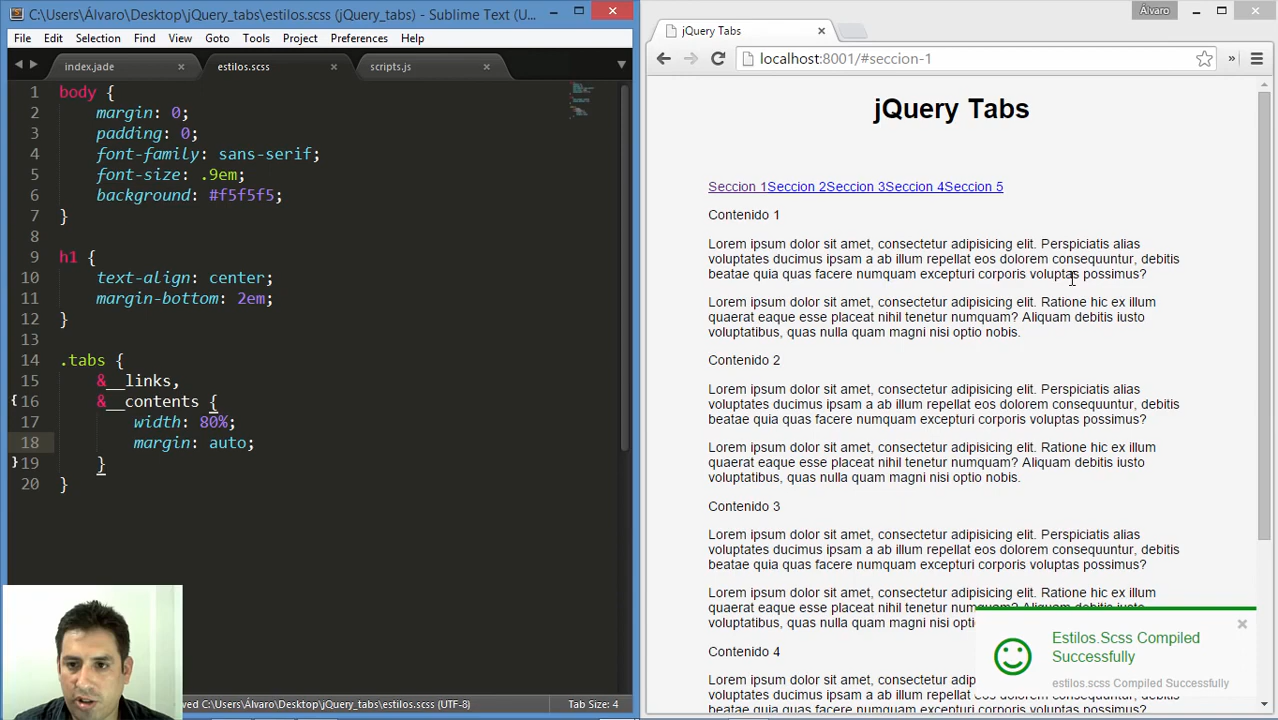 C:\Users\Álvaro\Desktop\jQuery_tabs\estilos.scss (jQuery_tabs) - Sublime Text (U...
File Edit Selection Find View Goto Tools Project Preferences Help
index.jade × estilos.scss × scripts.js ×
1 body {
2 margin: 0;
3 padding: 0;
4 font-family: sans-serif;
5 font-size: .9em;
6 background: #f5f5f5;
7 }
8
9 h1 {
10 text-align: center;
11 margin-bottom: 2em;
12 }
13
14 .tabs {
15 &__links,
16 &__contents {
17 width: 80%;
18 margin: auto;
19 }
20 }
C:\Users\Álvaro\Desktop\jQuery_tabs\estilos.scss (UTF-8)
Tab Size: 4
Álvaro
jQuery Tabs ×
localhost:8001/#seccion-1
jQuery Tabs
Seccion 1Seccion 2Seccion 3Seccion 4Seccion 5
Contenido 1
Lorem ipsum dolor sit amet, consectetur adipisicing elit. Perspiciatis alias
voluptates ducimus ipsam a ab illum repellat eos dolorem consequuntur, debitis
beatae quia quas facere numquam excepturi corporis voluptas possimus?
Lorem ipsum dolor sit amet, consectetur adipisicing elit. Ratione hic ex illum
quaerat eaque esse placeat nihil tenetur numquam? Aliquam debitis iusto
voluptatibus, quas nulla quam magni nisi optio nobis.
Contenido 2
Lorem ipsum dolor sit amet, consectetur adipisicing elit. Perspiciatis alias
voluptates ducimus ipsam a ab illum repellat eos dolorem consequuntur, debitis
beatae quia quas facere numquam excepturi corporis voluptas possimus?
Lorem ipsum dolor sit amet, consectetur adipisicing elit. Ratione hic ex illum
quaerat eaque esse placeat nihil tenetur numquam? Aliquam debitis iusto
voluptatibus, quas nulla quam magni nisi optio nobis.
Contenido 3
Lorem ipsum dolor sit amet, consectetur adipisicing elit. Perspiciatis alias
voluptates ducimus ipsam a ab illum repellat eos dolorem consequuntur, debitis
beatae quia quas facere numquam excepturi corporis voluptas possimus?
Lorem ipsum dolor sit amet, consectetur adipisicing elit. Ratione hic ex illum
quaerat eaque esse placeat nihil tenetur
voluptatibus, quas nulla quam magni nisi
Contenido 4
Lorem ipsum dolor sit amet, consectetur
voluptates ducimus ipsam a ab illum
beatae quia quas facere numquam excepturi corporis voluptas possimus?
Estilos.Scss Compiled
Successfully
estilos.scss Compiled Successfully